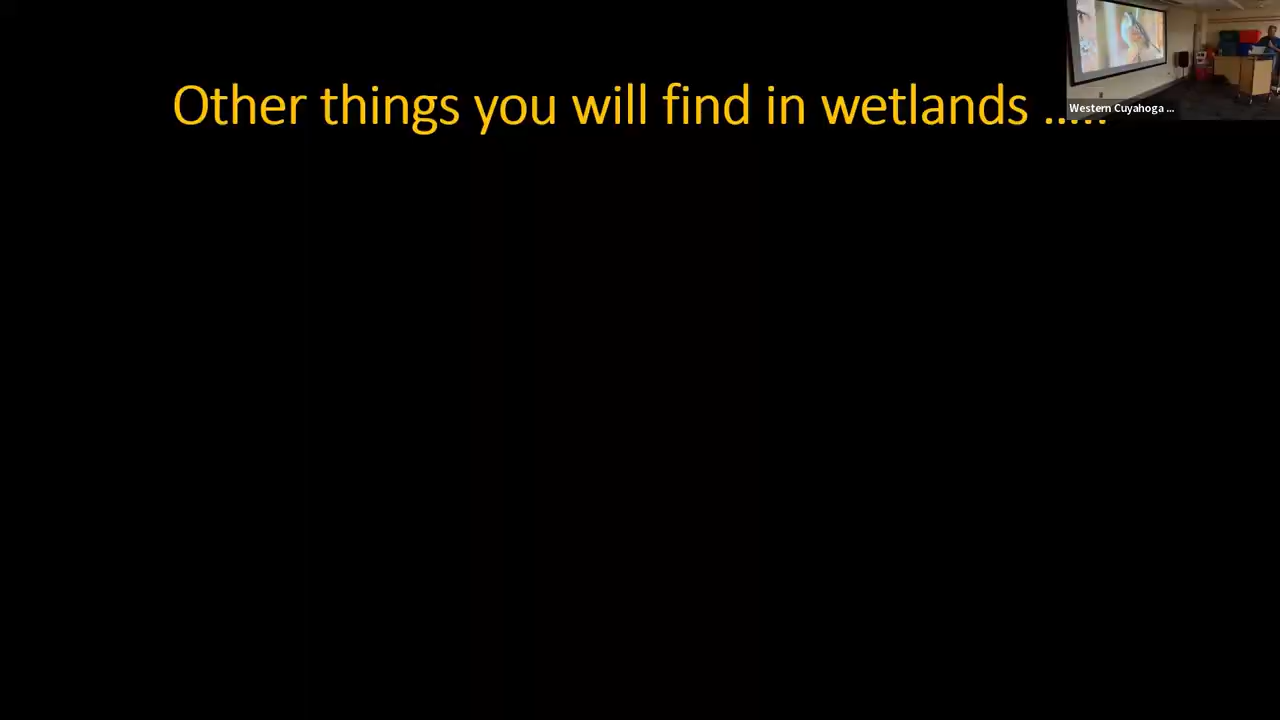 Other things you will find in wetlands .....
Western Cuyahoga ...